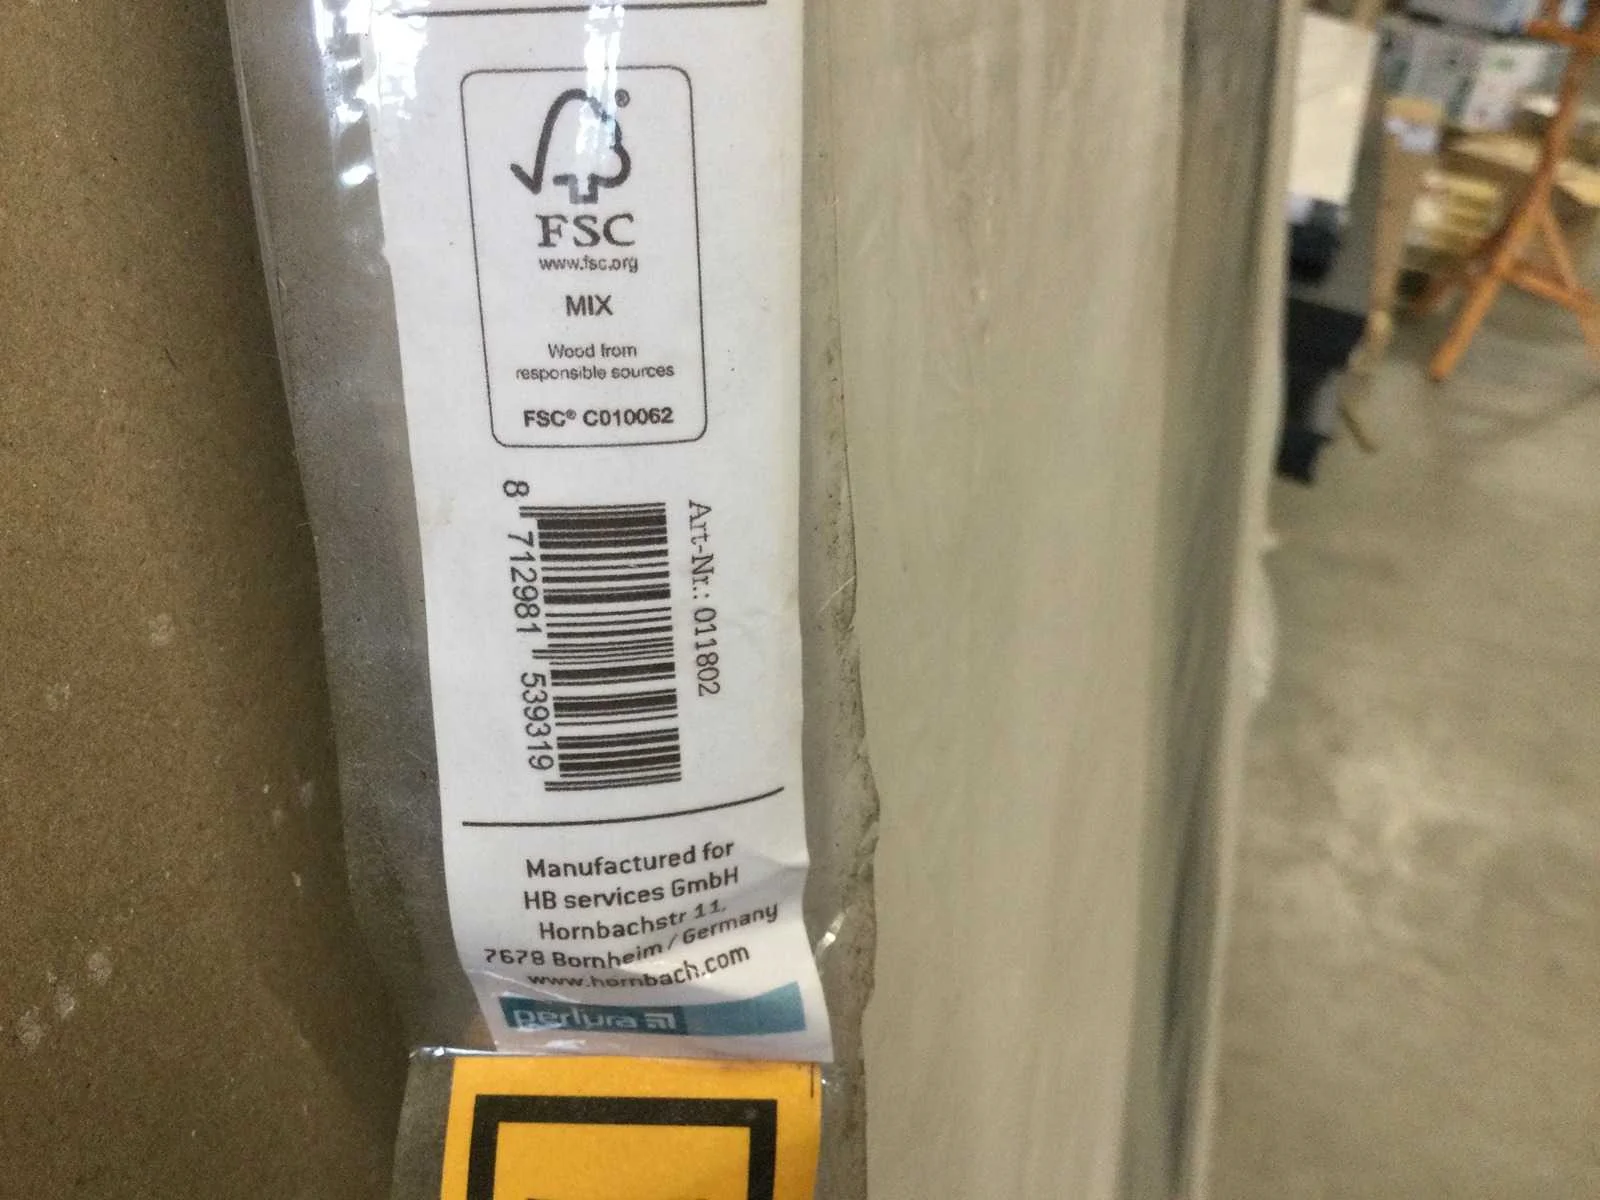 FSC®
www.fsc.org
MIX
Wood from
responsible sources
FSC® C010062
Art-Nr.: 011802
8 712981 539319
Manufactured for
HB services GmbH
Hornbachstr 11,
7678 Bornheim / Germany
www.hornbach.com
perlura